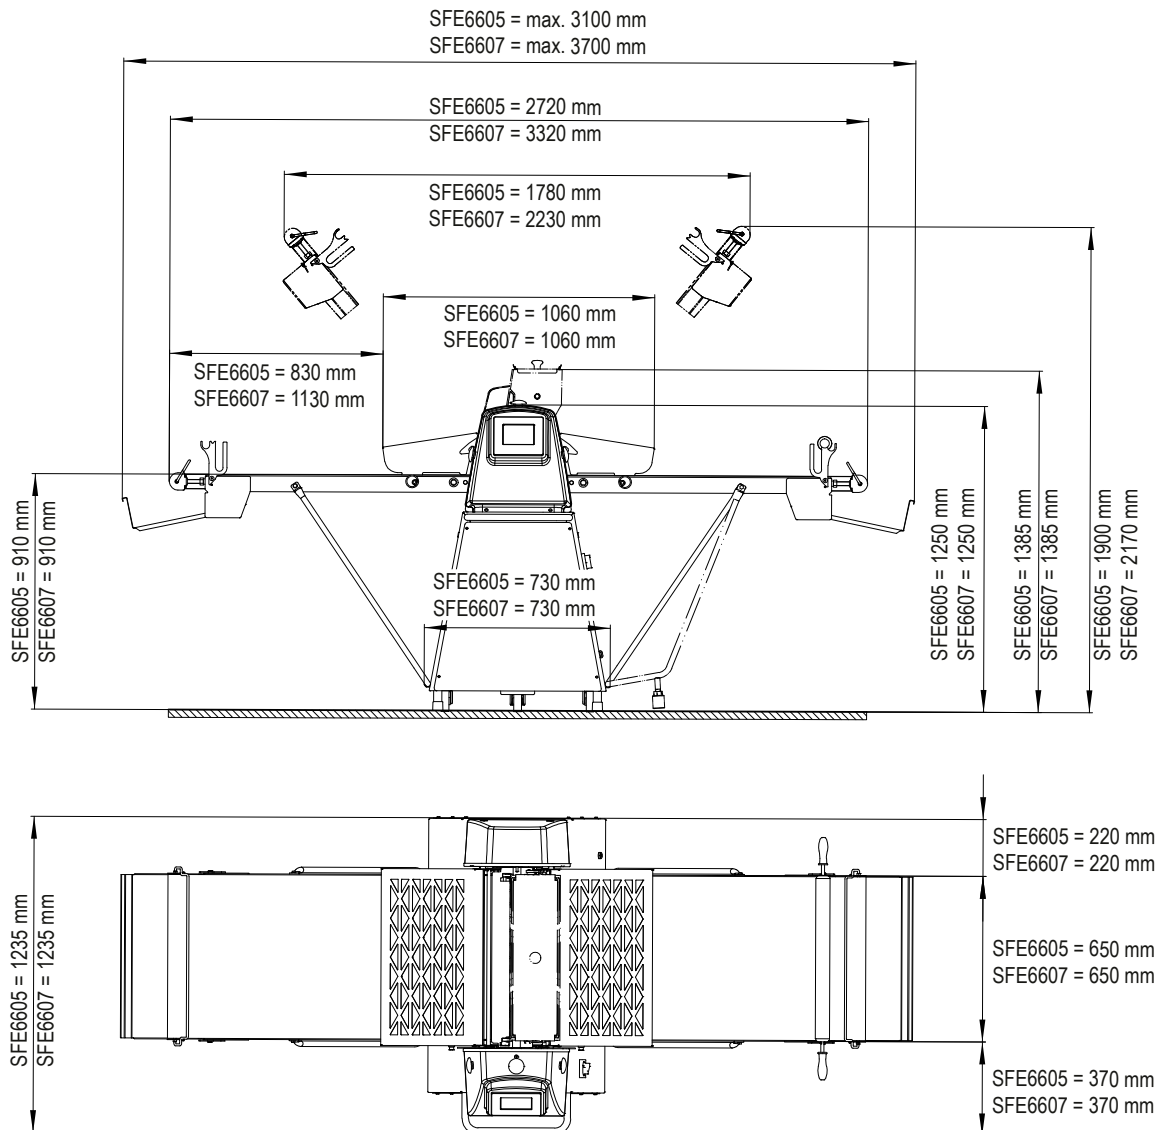 SFE6605 = max. 3100 mm
SFE6607 = max. 3700 mm
SFE6605 = 2720 mm
SFE6607 = 3320 mm
SFE6605 = 1780 mm
SFE6607 = 2230 mm
SFE6605 = 1060 mm
SFE6607 = 1060 mm
SFE6605 = 830 mm
SFE6607 = 1130 mm
SFE6605 = 910 mm
SFE6607 = 910 mm
SFE6605 = 730 mm
SFE6607 = 730 mm
SFE6605 = 1250 mm
SFE6607 = 1250 mm
SFE6605 = 1385 mm
SFE6607 = 1385 mm
SFE6605 = 1900 mm
SFE6607 = 2170 mm
SFE6605 = 1235 mm
SFE6607 = 1235 mm
SFE6605 = 220 mm
SFE6607 = 220 mm
SFE6605 = 650 mm
SFE6607 = 650 mm
SFE6605 = 370 mm
SFE6607 = 370 mm